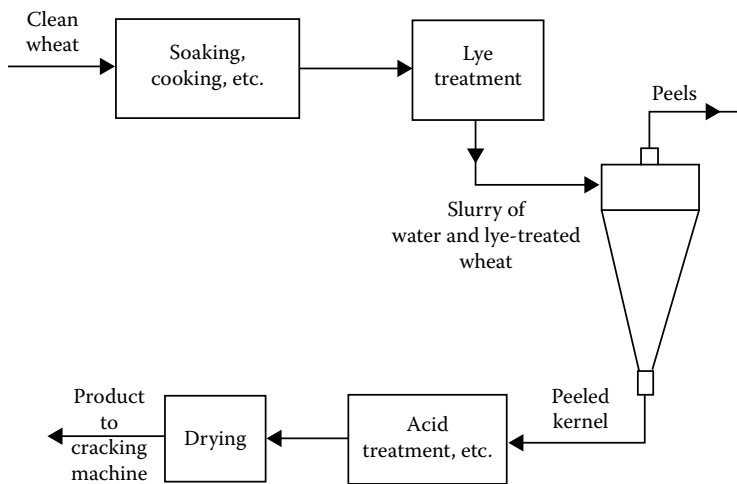 Clean
wheat
Soaking,
cooking, etc.
Lye
treatment
Peels
Slurry of
water and lye-treated
wheat
Product
to
cracking
machine
Drying
Acid
treatment, etc.
Peeled
kernel